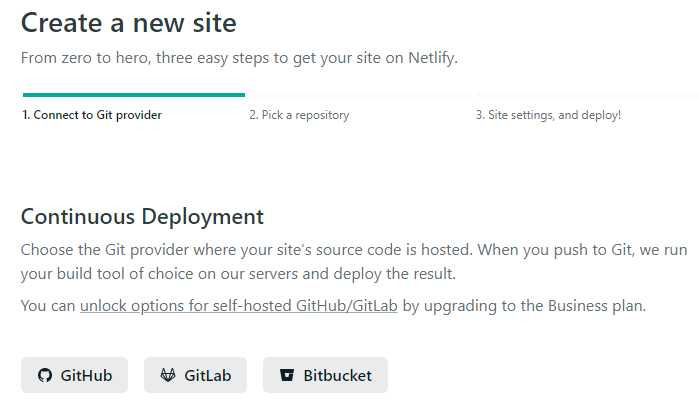 Create a new site
From zero to hero, three easy steps to get your site on Netlify.
1. Connect to Git provider
2. Pick a repository
3. Site settings, and deploy!
Continuous Deployment
Choose the Git provider where your site's source code is hosted. When you push to Git, we run
your build tool of choice on our servers and deploy the result.
You can unlock options for self-hosted GitHub/GitLab by upgrading to the Business plan.
GitHub
GitLab
Bitbucket